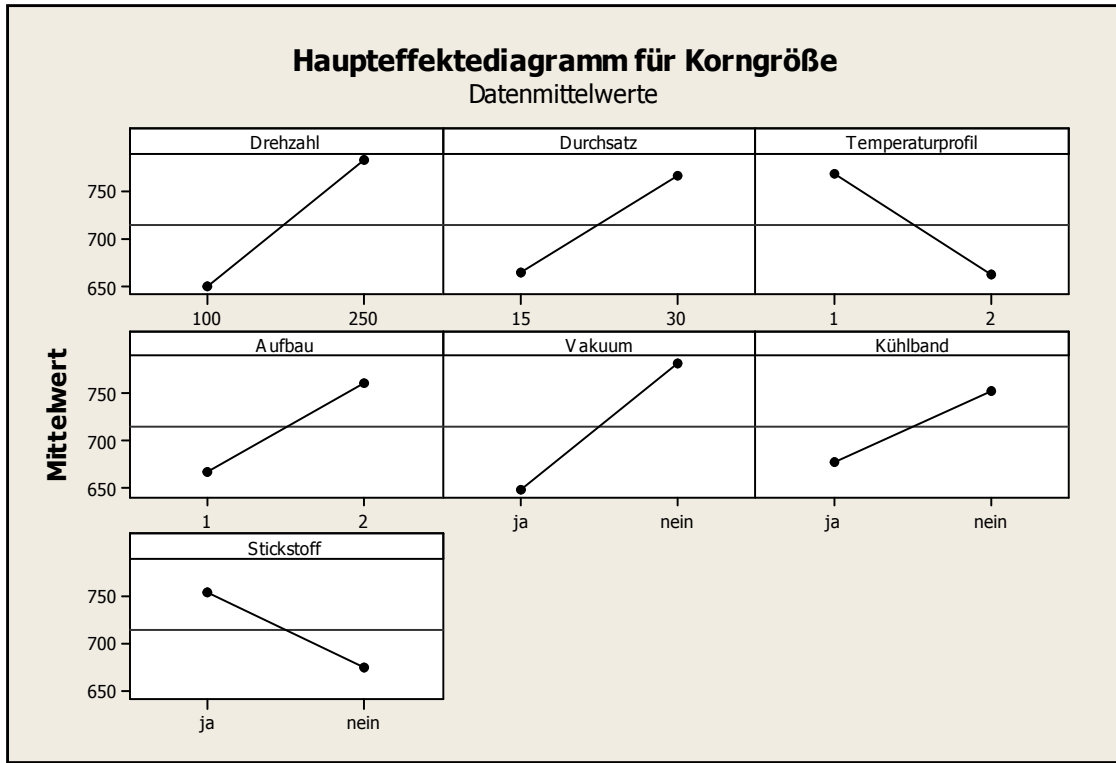 Haupteffektediagramm für Korngröße
Datenmittelwerte
Mittelwert
Drehzahl Durchsatz Temperaturprofil
750
700
650
100 250 15 30 1 2
Aufbau Vakuum Kühlband
750
700
650
1 2 ja nein ja nein
Stickstoff
750
700
650
ja nein